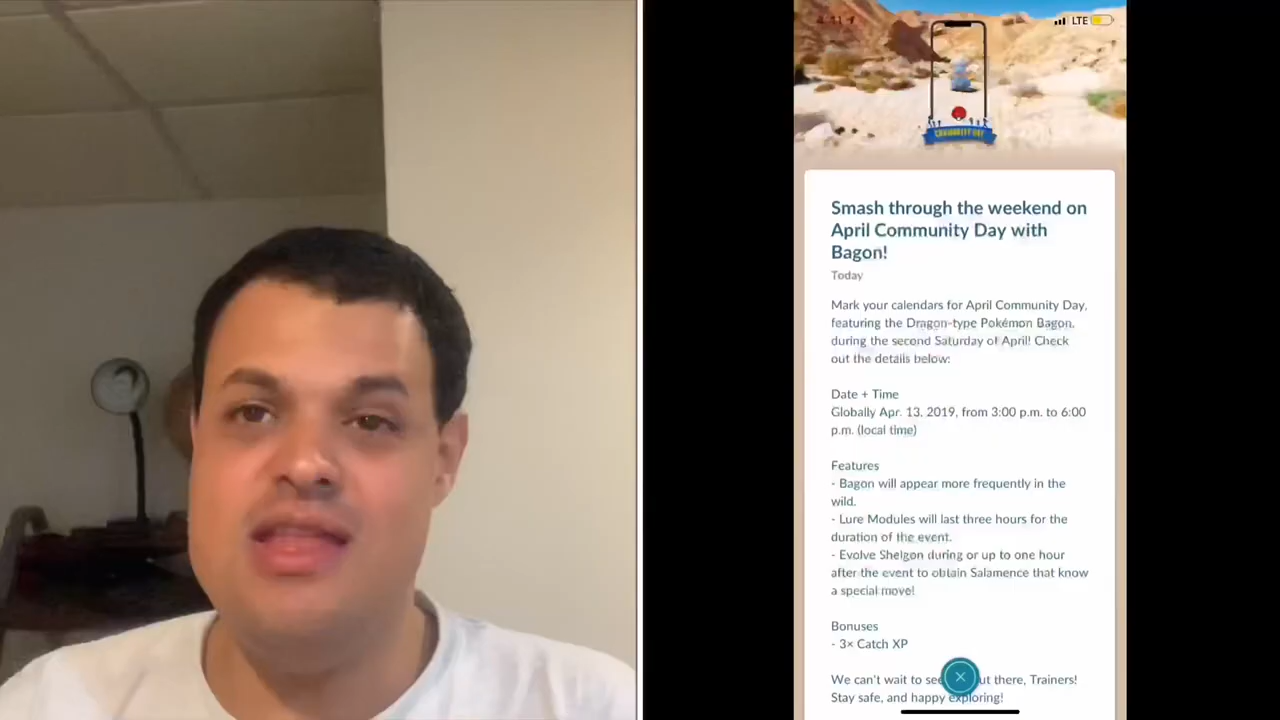 4:41
LTE
COMMUNITY DAY
Smash through the weekend on
April Community Day with
Bagon!
Today
Mark your calendars for April Community Day,
featuring the Dragon-type Pokémon Bagon,
during the second Saturday of April! Check
out the details below:
Date + Time
Globally Apr. 13, 2019, from 3:00 p.m. to 6:00
p.m. (local time)
Features
- Bagon will appear more frequently in the
wild.
- Lure Modules will last three hours for the
duration of the event.
- Evolve Shelgon during or up to one hour
after the event to obtain Salamence that know
a special move!
Bonuses
- 3× Catch XP
We can't wait to see ut there, Trainers!
Stay safe, and happy exploring!